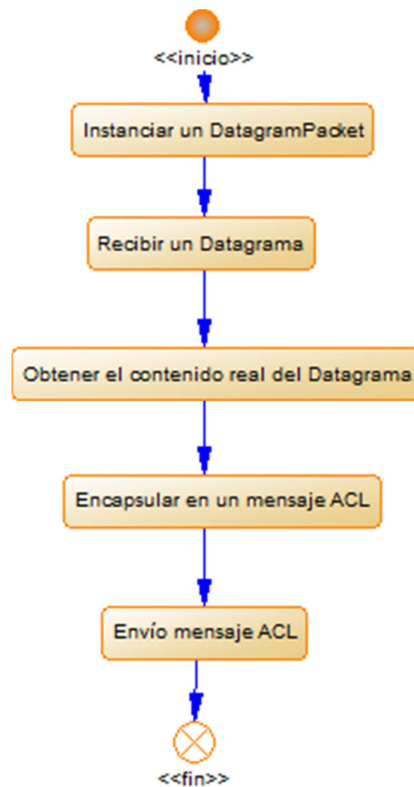 <<inicio>>
Instanciar un DatagramPacket
Recibir un Datagrama
Obtener el contenido real del Datagrama
Encapsular en un mensaje ACL
Envío mensaje ACL
<<fin>>